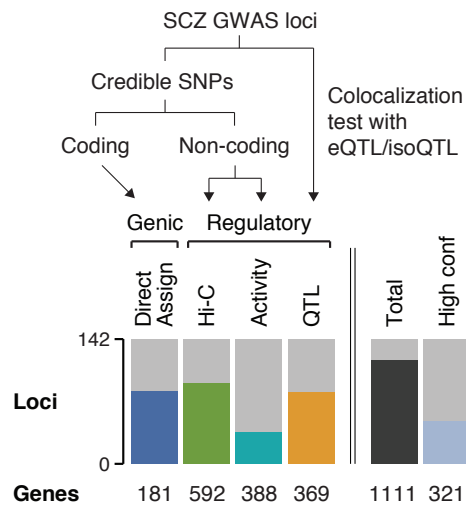 SCZ GWAS loci
Credible SNPs
Colocalization
test with
eQTL/isoQTL
Coding
Non-coding
Genic
Regulatory
Direct
Assign
Hi-C
Activity
QTL
Total
High conf
142
Loci
0
Genes 181 592 388 369 1111 321